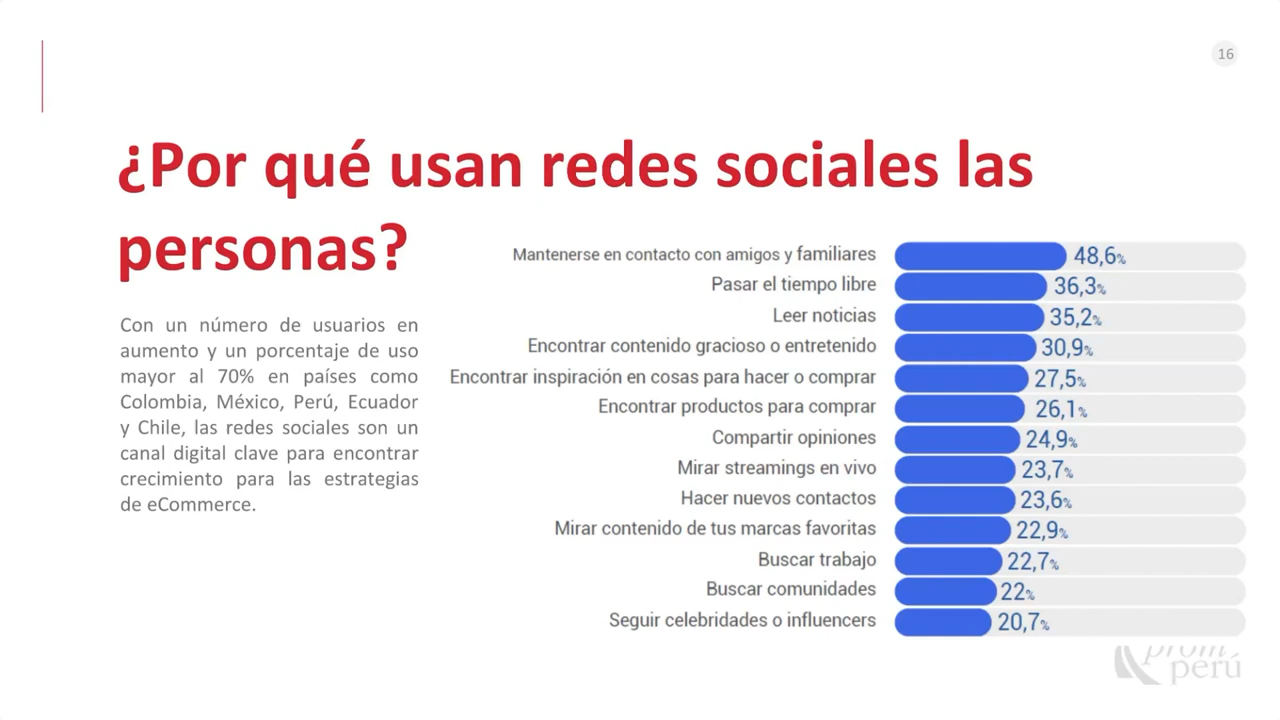 16
¿Por qué usan redes sociales las
personas?
Con un número de usuarios en
aumento y un porcentaje de uso
mayor al 70% en países como
Colombia, México, Perú, Ecuador
y Chile, las redes sociales son un
canal digital clave para encontrar
crecimiento para las estrategias
de eCommerce.
Mantenerse en contacto con amigos y familiares 48,6%
Pasar el tiempo libre 36,3%
Leer noticias 35,2%
Encontrar contenido gracioso o entretenido 30,9%
Encontrar inspiración en cosas para hacer o comprar 27,5%
Encontrar productos para comprar 26,1%
Compartir opiniones 24,9%
Mirar streamings en vivo 23,7%
Hacer nuevos contactos 23,6%
Mirar contenido de tus marcas favoritas 22,9%
Buscar trabajo 22,7%
Buscar comunidades 22%
Seguir celebridades o influencers 20,7%
perú